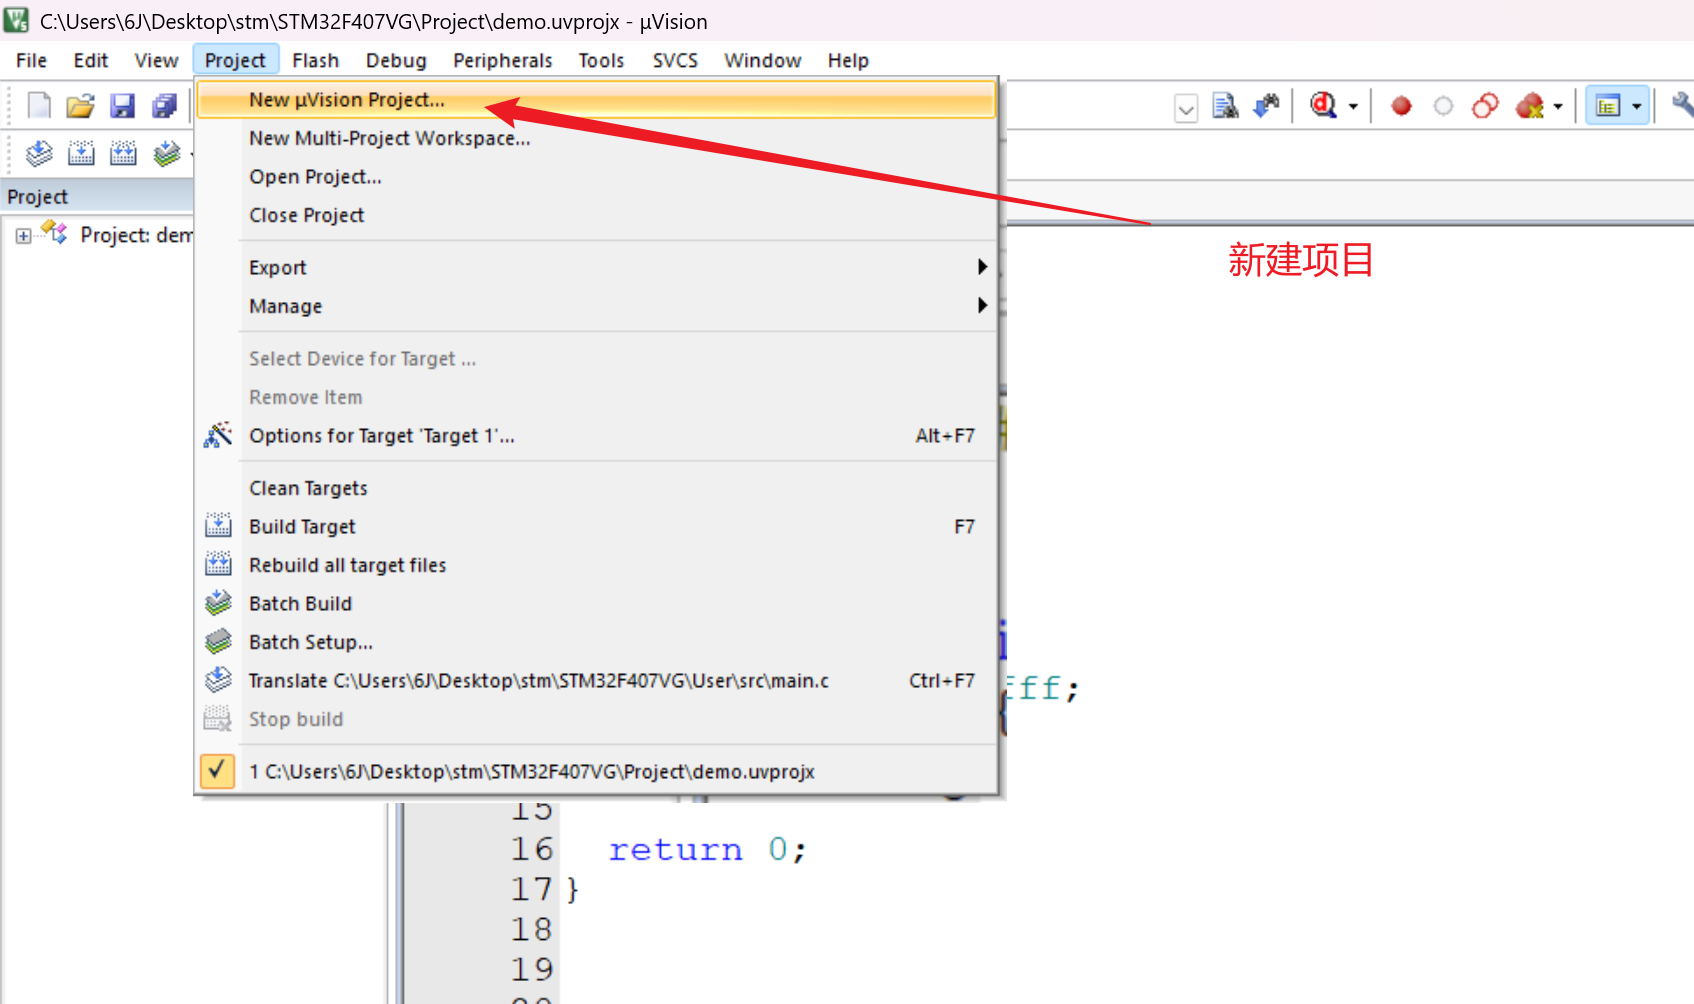 C:\Users\6J\Desktop\stm\STM32F407VG\Project\demo.uvprojx - µVision
File Edit View Project Flash Debug Peripherals Tools SVCS Window Help
New µVision Project...
New Multi-Project Workspace...
Open Project...
Close Project
Project
Project: dem
新建项目
Export
Manage
Select Device for Target ...
Remove Item
Options for Target 'Target 1'... Alt+F7
Clean Targets
Build Target F7
Rebuild all target files
Batch Build
Batch Setup...
Translate C:\Users\6J\Desktop\stm\STM32F407VG\User\src\main.c Ctrl+F7
fff;
{
Stop build
1 C:\Users\6J\Desktop\stm\STM32F407VG\Project\demo.uvprojx
15
16 return 0;
17 }
18
19